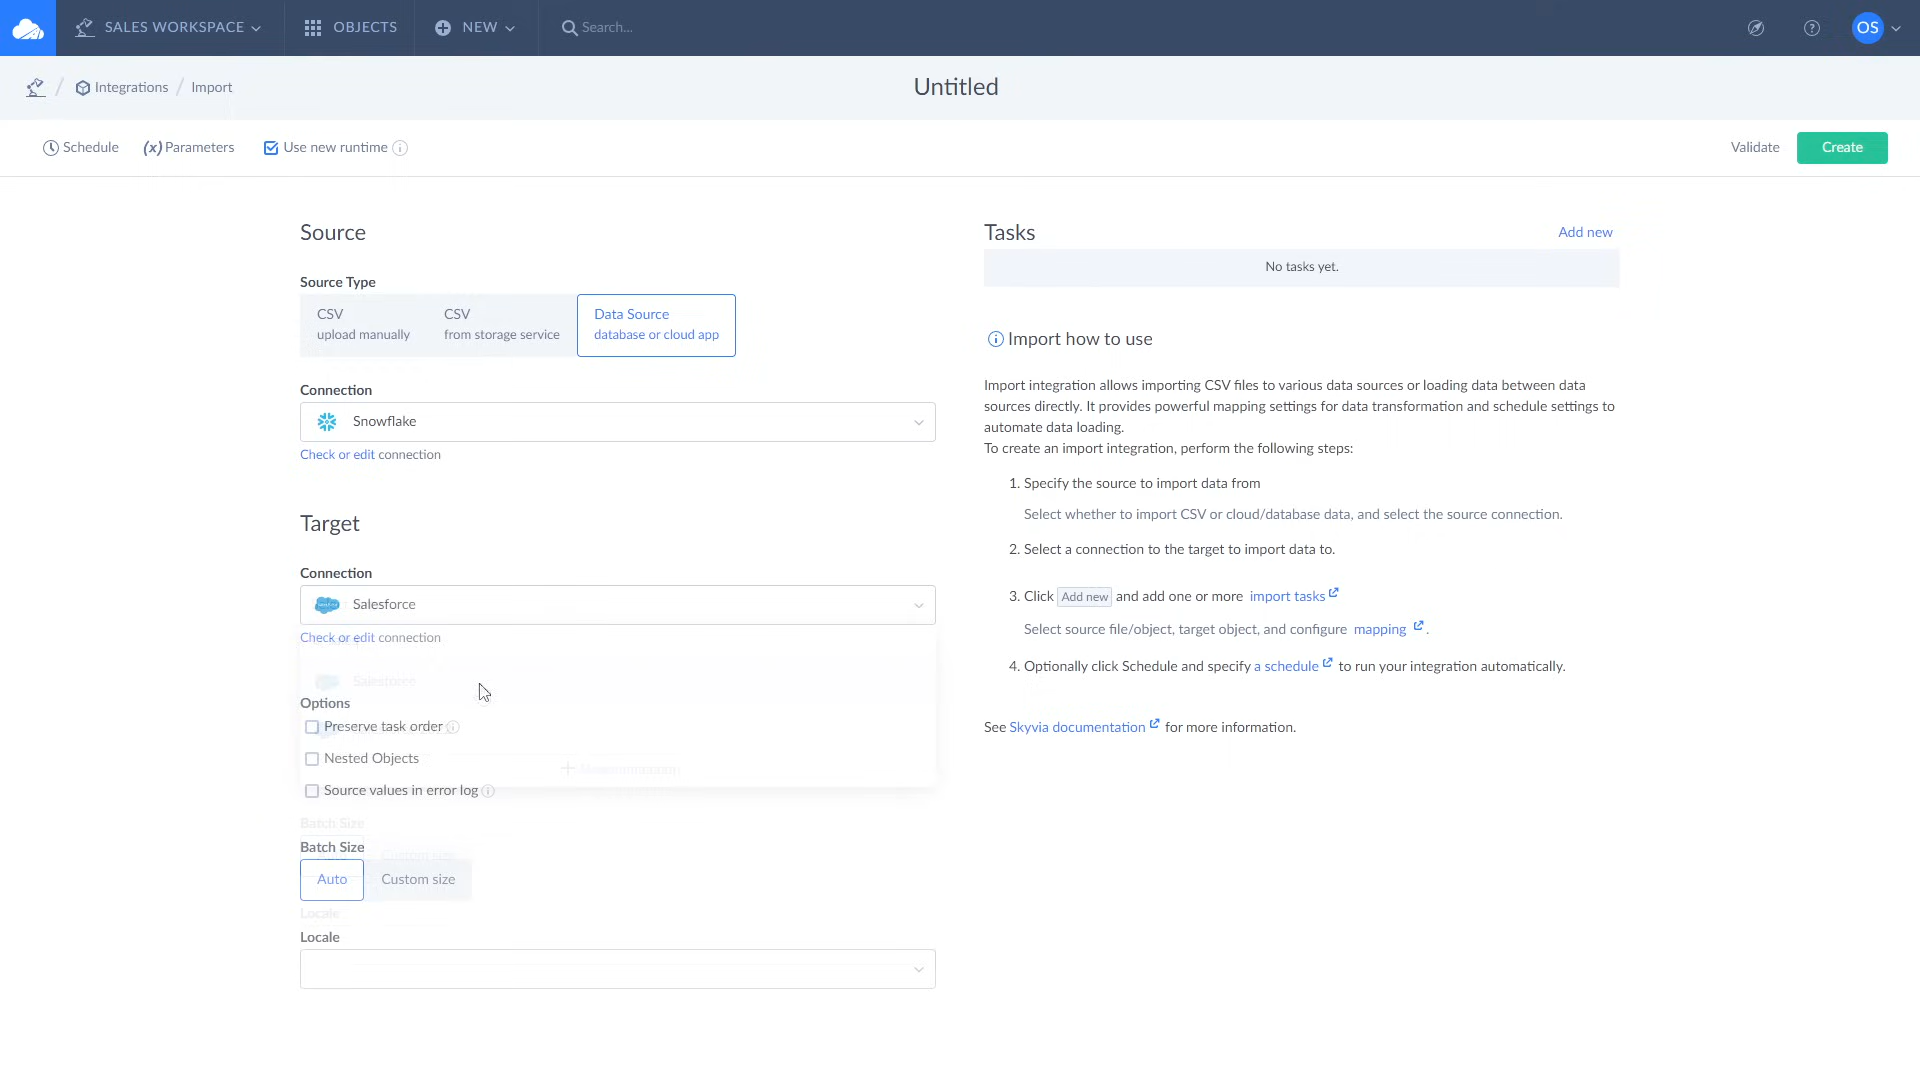 SALES WORKSPACE
OBJECTS
NEW
Search...
OS
Integrations / Import
Untitled
Schedule
(x) Parameters
Use new runtime
Validate
Create
Source
Source Type
CSV
upload manually
CSV
from storage service
Data Source
database or cloud app
Connection
Snowflake
Check or edit connection
Target
Connection
Salesforce
Check or edit connection
Salesforce
Options
Preserve task order
Nested Objects
Source values in error log
Batch Size
Batch Size
Auto
Custom size
Locale
Locale
Tasks
Add new
No tasks yet.
Import how to use
Import integration allows importing CSV files to various data sources or loading data between data
sources directly. It provides powerful mapping settings for data transformation and schedule settings to
automate data loading.
To create an import integration, perform the following steps:
1. Specify the source to import data from
Select whether to import CSV or cloud/database data, and select the source connection.
2. Select a connection to the target to import data to.
3. Click Add new and add one or more import tasks
Select source file/object, target object, and configure mapping .
4. Optionally click Schedule and specify a schedule to run your integration automatically.
See Skyvia documentation for more information.